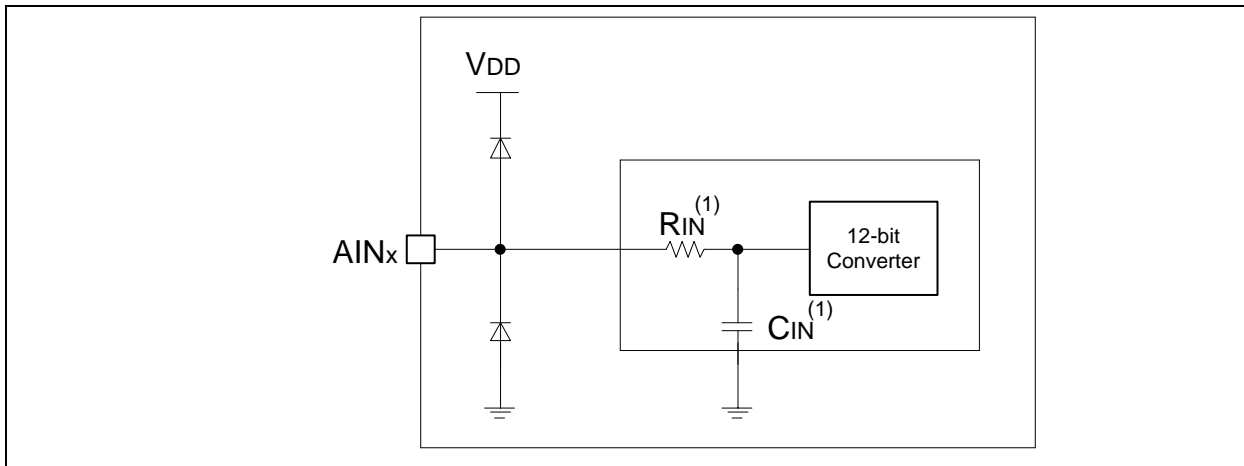 VDD
RIN(1)
AINx
12-bit
Converter
CIN(1)